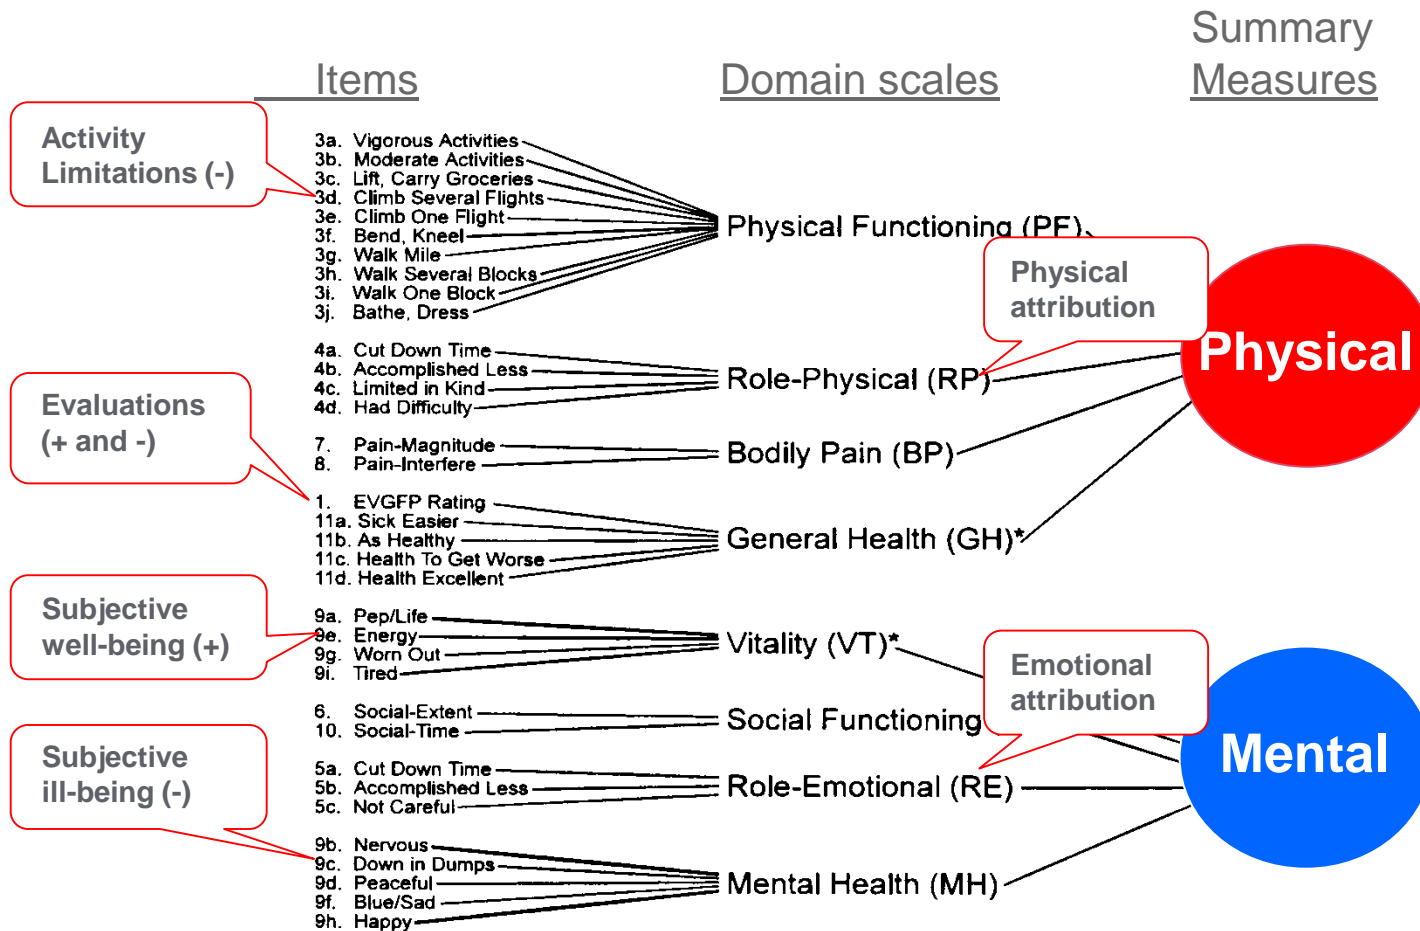 Summary
Items Domain scales Measures
Activity
Limitations (-)
3a. Vigorous Activities
3b. Moderate Activities
3c. Lift, Carry Groceries
3d. Climb Several Flights
3e. Climb One Flight
3f. Bend, Kneel
3g. Walk Mile
3h. Walk Several Blocks
3i. Walk One Block
3j. Bathe, Dress
Physical Functioning (PF)
Physical
attribution
Physical
4a. Cut Down Time
4b. Accomplished Less
4c. Limited in Kind
4d. Had Difficulty
Role-Physical (RP)
Evaluations
(+ and -)
7. Pain-Magnitude
8. Pain-Interfere
Bodily Pain (BP)
1. EVGFP Rating
11a. Sick Easier
11b. As Healthy
11c. Health To Get Worse
11d. Health Excellent
General Health (GH)*
Subjective
well-being (+)
9a. Pep/Life
9e. Energy
9g. Worn Out
9i. Tired
Vitality (VT)*
Emotional
attribution
6. Social-Extent
10. Social-Time
Social Functioning
Mental
Subjective
ill-being (-)
5a. Cut Down Time
5b. Accomplished Less
5c. Not Careful
Role-Emotional (RE)
9b. Nervous
9c. Down in Dumps
9d. Peaceful
9f. Blue/Sad
9h. Happy
Mental Health (MH)